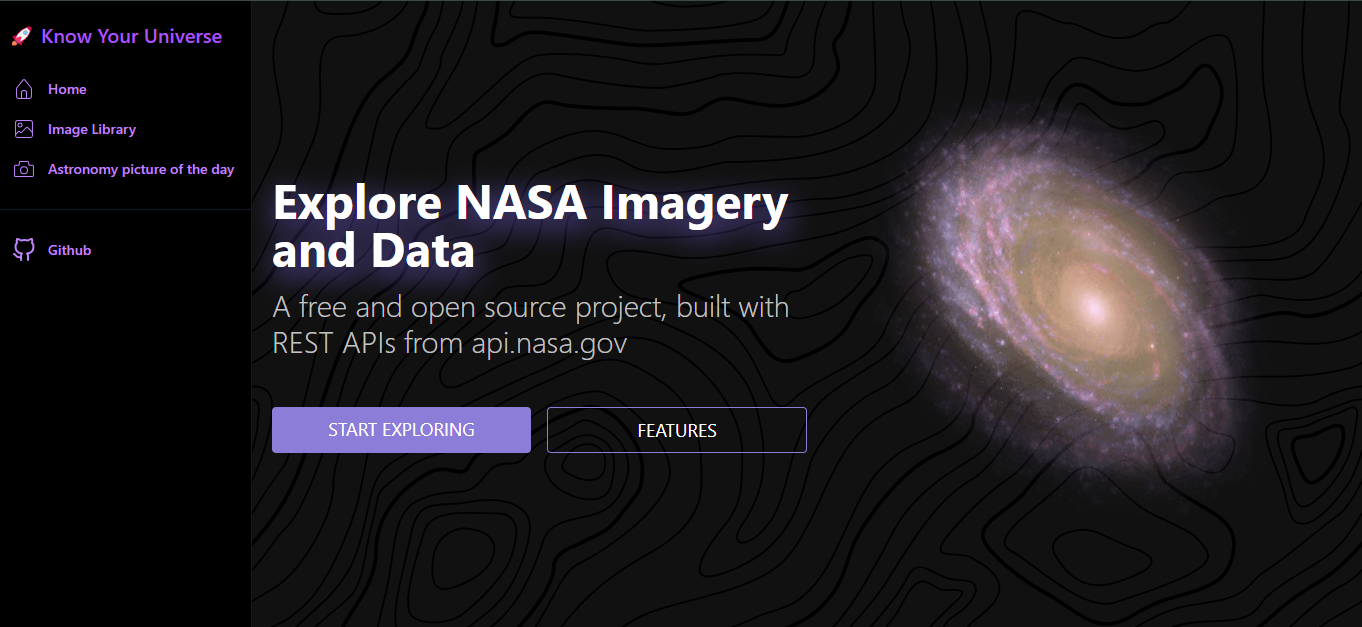 Know Your Universe
Home
Image Library
Astronomy picture of the day
Github
Explore NASA Imagery
and Data
A free and open source project, built with
REST APIs from api.nasa.gov
START EXPLORING
FEATURES